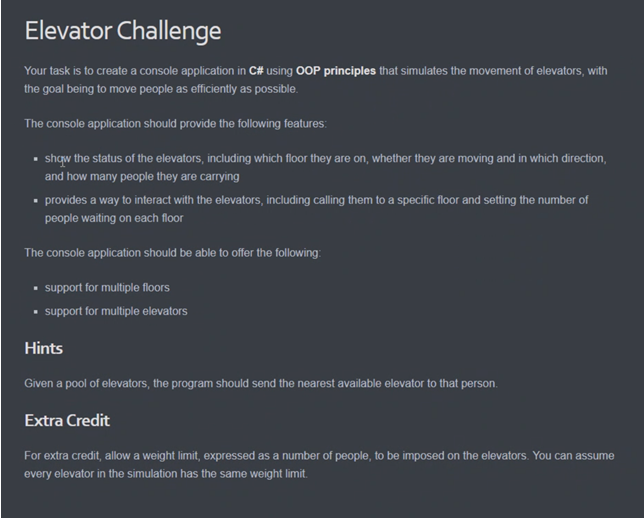 Elevator Challenge
Your task is to create a console application in C# using OOP principles that simulates the movement of elevators, with
the goal being to move people as efficiently as possible.
The console application should provide the following features:
▪ show the status of the elevators, including which floor they are on, whether they are moving and in which direction,
and how many people they are carrying
▪ provides a way to interact with the elevators, including calling them to a specific floor and setting the number of
people waiting on each floor
The console application should be able to offer the following:
▪ support for multiple floors
▪ support for multiple elevators
Hints
Given a pool of elevators, the program should send the nearest available elevator to that person.
Extra Credit
For extra credit, allow a weight limit, expressed as a number of people, to be imposed on the elevators. You can assume
every elevator in the simulation has the same weight limit.